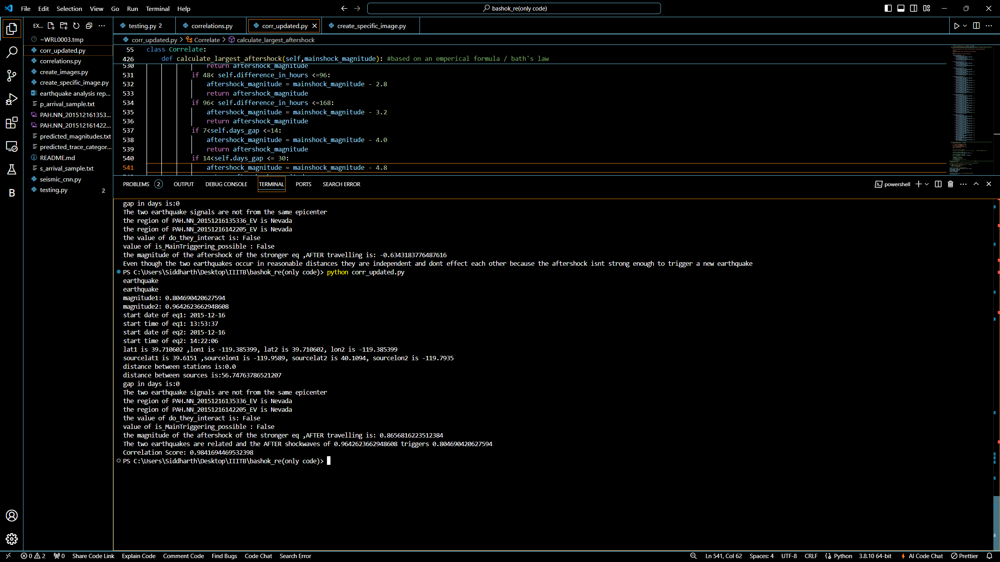 File Edit Selection View Go Run Terminal Help
bashok_re(only code)
EX...
testing.py 2
correlations.py
corr_updated.py
create_specific_image.py
~WRL0003.tmp
corr_updated.py
correlations.py
create_images.py
create_specific_image.py
earthquake analysis rep...
p_arrival_sample.txt
PAH.NN_201512161353...
PAH.NN_201512161422...
predicted_magnitudes.txt
predicted_trace_categor...
README.md
s_arrival_sample.txt
seismic_cnn.py
testing.py 2
B
corr_updated.py > Correlate > calculate_largest_aftershock
55 class Correlate:
426 def calculate_largest_aftershock(self,mainshock_magnitude): #based on an emperical formula / bath's law
530 return aftershock_magnitude
531 if 48< self.difference_in_hours <=96:
532 aftershock_magnitude = mainshock_magnitude - 2.8
533 return aftershock_magnitude
534 if 96< self.difference_in_hours <=168:
535 aftershock_magnitude = mainshock_magnitude - 3.2
536 return aftershock_magnitude
537 if 7<self.days_gap <=14:
538 aftershock_magnitude = mainshock_magnitude - 4.0
539 return aftershock_magnitude
540 if 14<self.days_gap <= 30:
541 aftershock_magnitude = mainshock_magnitude - 4.8
PROBLEMS 2 OUTPUT DEBUG CONSOLE TERMINAL PORTS SEARCH ERROR
powershell
gap in days is:0
The two earthquake signals are not from the same epicenter
the region of PAH.NN_20151216135336_EV is Nevada
the region of PAH.NN_20151216142205_EV is Nevada
the value of do_they_interact is: False
value of is_MainTriggering_possible : False
the magnitude of the aftershock of the stronger eq ,AFTER travelling is: -0.6343183776487616
Even though the two earthquakes occur in reasonable distances they are independent and dont effect each other because the aftershock isnt strong enough to trigger a new earthquake
PS C:\Users\Siddharth\Desktop\IIITB\bashok_re(only code)> python corr_updated.py
earthquake
earthquake
magnitude1: 0.804690420627594
magnitude2: 0.9642623662948608
start date of eq1: 2015-12-16
start time of eq1: 13:53:37
start date of eq2: 2015-12-16
start time of eq2: 14:22:06
lat1 is 39.710602 ,lon1 is -119.385399, lat2 is 39.710602, lon2 is -119.385399
sourcelat1 is 39.6151 ,sourcelon1 is -119.9589, sourcelat2 is 40.1094, sourcelon2 is -119.7935
distance between stations is:0.0
distance between sources is:56.74763786521207
gap in days is:0
The two earthquake signals are not from the same epicenter
the region of PAH.NN_20151216135336_EV is Nevada
the region of PAH.NN_20151216142205_EV is Nevada
the value of do_they_interact is: False
value of is_MainTriggering_possible : False
the magnitude of the aftershock of the stronger eq ,AFTER travelling is: 0.8656816223512384
The two earthquakes are related and the AFTER shockwaves of 0.9642623662948608 triggers 0.804690420627594
Correlation Score: 0.9841694469532398
PS C:\Users\Siddharth\Desktop\IIITB\bashok_re(only code)>
0 2 0 Share Code Link Explain Code Comment Code Find Bugs Code Chat Search Error
Ln 541, Col 62 Spaces: 4 UTF-8 CRLF Python 3.8.10 64-bit AI Code Chat Prettier